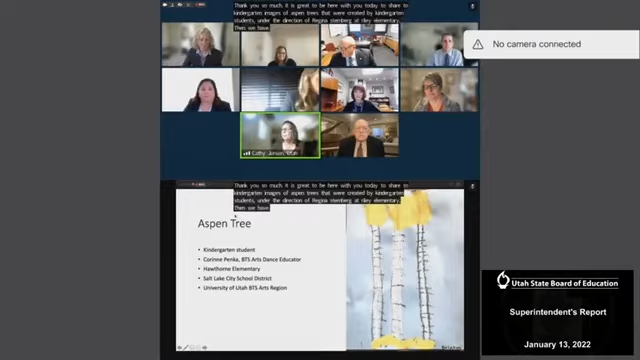 Thank you so much. it is great to be here with you today to share to
kindergarten images of aspen trees that were created by kindergarten
students, under the direction of Regina stemberg at riley elementary.
Then we have
No camera connected
Cathy Jensen, Utah
Thank you so much. it is great to be here with you today to share to
kindergarten images of aspen trees that were created by kindergarten
students, under the direction of Regina stemberg at riley elementary.
Then we have
Aspen Tree
• Kindergarten student
• Corinne Penka, BTS Arts Dance Educator
• Hawthorne Elementary
• Salt Lake City School District
• University of Utah BTS Arts Region
Utah State Board of Education
Superintendent's Report
January 13, 2022